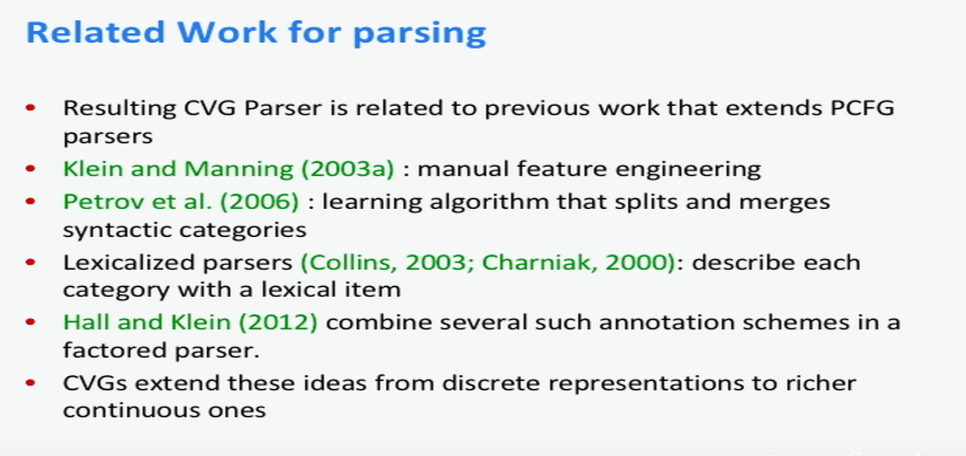 Related Work for parsing
• Resulting CVG Parser is related to previous work that extends PCFG
parsers
• Klein and Manning (2003a) : manual feature engineering
• Petrov et al. (2006) : learning algorithm that splits and merges
syntactic categories
• Lexicalized parsers (Collins, 2003; Charniak, 2000): describe each
category with a lexical item
• Hall and Klein (2012) combine several such annotation schemes in a
factored parser.
• CVGs extend these ideas from discrete representations to richer
continuous ones